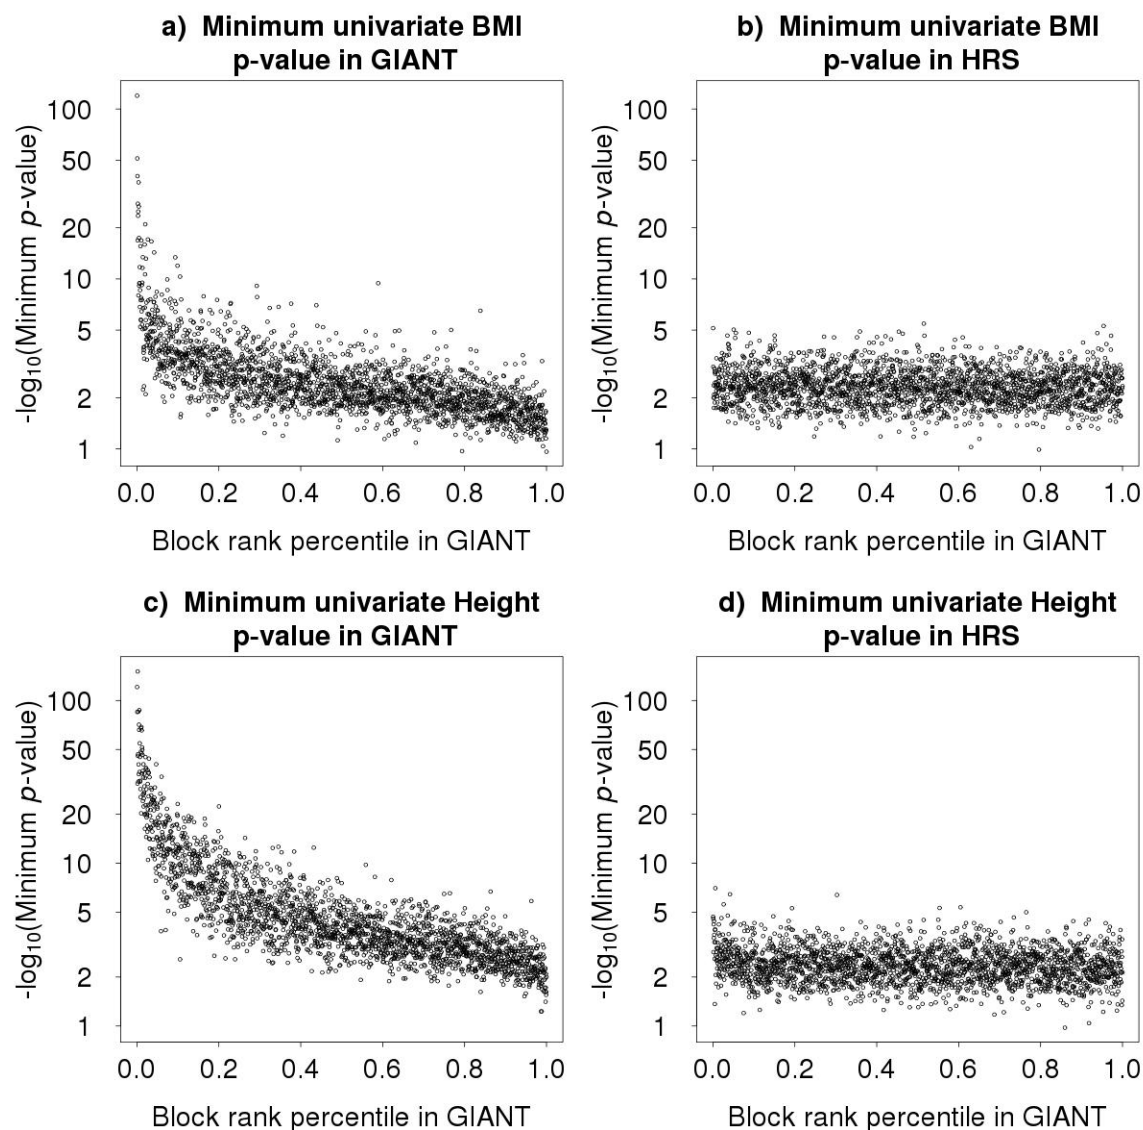 a)  Minimum univariate BMI
p-value in GIANT
-log10(Minimum p-value)
100
50
20
10
5
2
1
0.0 0.2 0.4 0.6 0.8 1.0
Block rank percentile in GIANT
b)  Minimum univariate BMI
p-value in HRS
-log10(Minimum p-value)
100
50
20
10
5
2
1
0.0 0.2 0.4 0.6 0.8 1.0
Block rank percentile in GIANT
c)  Minimum univariate Height
p-value in GIANT
-log10(Minimum p-value)
100
50
20
10
5
2
1
0.0 0.2 0.4 0.6 0.8 1.0
Block rank percentile in GIANT
d)  Minimum univariate Height
p-value in HRS
-log10(Minimum p-value)
100
50
20
10
5
2
1
0.0 0.2 0.4 0.6 0.8 1.0
Block rank percentile in GIANT